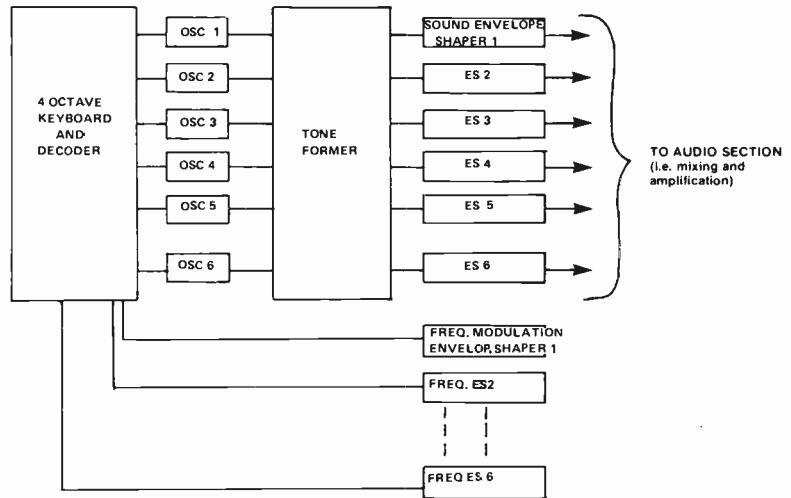 4 OCTAVE
KEYBOARD
AND
DECODER
OSC 1
OSC 2
OSC 3
OSC 4
OSC 5
OSC 6
TONE
FORMER
SOUND ENVELOPE
SHAPER 1
ES 2
ES 3
ES 4
ES 5
ES 6
TO AUDIO SECTION
(i.e. mixing and
amplification)
FREQ. MODULATION
ENVELOP. SHAPER 1
FREQ. ES2
FREQ ES 6